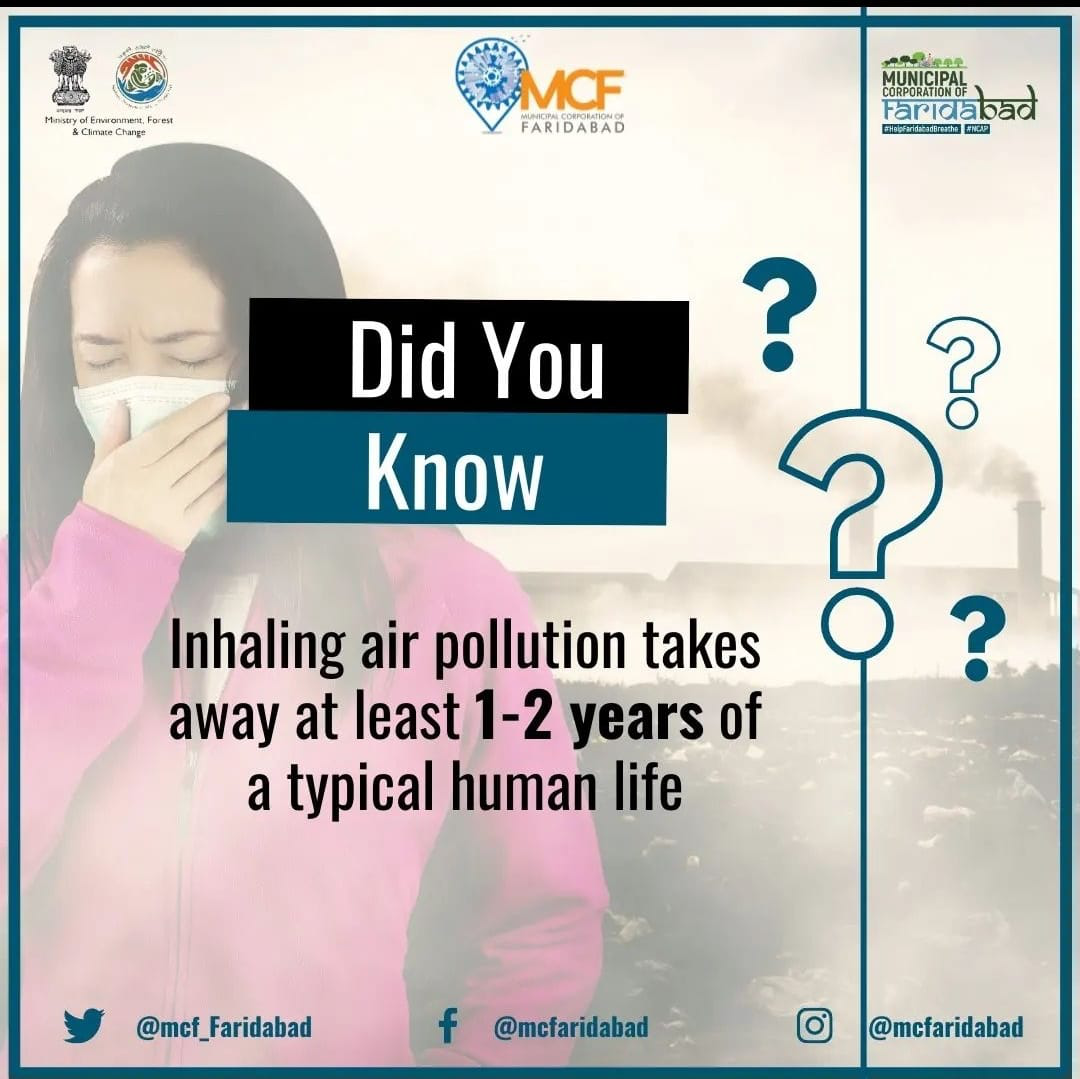 Ministry of Environment, Forest
& Climate Change
MCF
MUNICIPAL CORPORATION OF
FARIDABAD
MUNICIPAL
CORPORATION OF
Faridabad
#HelpFaridabadBreathe #NCAP
Did You
Know
?
?
?
?
Inhaling air pollution takes
away at least 1-2 years of
a typical human life
@mcf_Faridabad
@mcfaridabad
@mcfaridabad